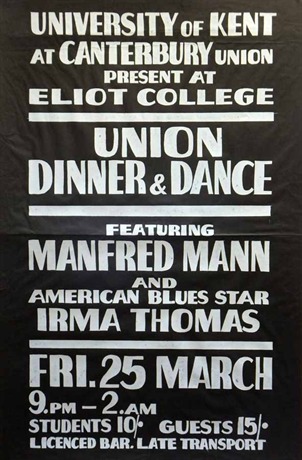 UNIVERSITY OF KENT
AT CANTERBURY UNION
PRESENT AT
ELIOT COLLEGE
UNION
DINNER & DANCE
FEATURING
MANFRED MANN
AND
AMERICAN BLUES STAR
IRMA THOMAS
FRI. 25 MARCH
9.PM – 2.AM
STUDENTS 10/- GUESTS 15/-
LICENCED BAR. LATE TRANSPORT